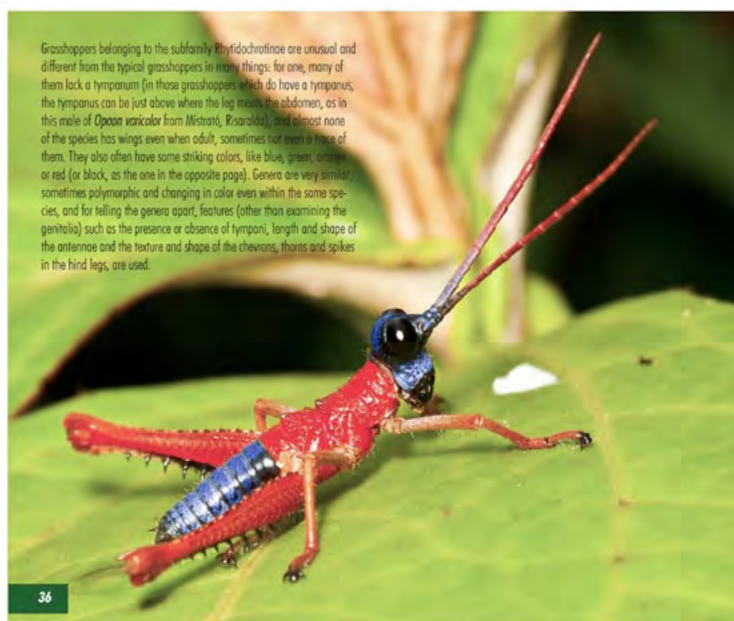 Grasshoppers belonging to the subfamily Rhytidochrotinae are unusual and
different from the typical grasshoppers in many things: for one, many of
them lack a tympanum (in those grasshoppers which do have a tympanus,
the tympanus can be just above where the leg meets the abdomen, as in
this male of Opaon varicolor from Mistrató, Risaralda), and almost none
of the species has wings even when adult, sometimes not even a trace of
them. They also often have some striking colors, like blue, green, orange
or red (or black, as the one in the opposite page). Genera are very similar,
sometimes polymorphic and changing in color even within the same spe-
cies, and for telling the genera apart, features (other than examining the
genitalia) such as the presence or absence of tympani, length and shape of
the antennae and the texture and shape of the chevrons, thorns and spikes
in the hind legs, are used.
36